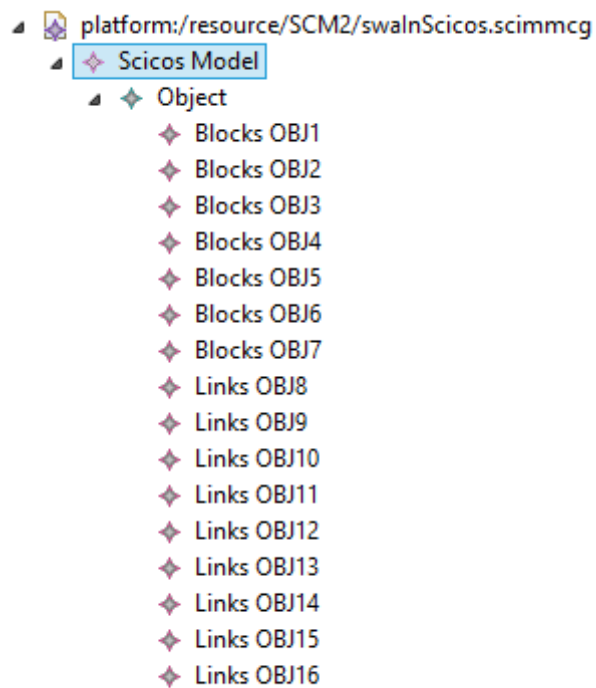 platform:/resource/SCM2/swaInScicos.scimmcg
Scicos Model
Object
Blocks OBJ1
Blocks OBJ2
Blocks OBJ3
Blocks OBJ4
Blocks OBJ5
Blocks OBJ6
Blocks OBJ7
Links OBJ8
Links OBJ9
Links OBJ10
Links OBJ11
Links OBJ12
Links OBJ13
Links OBJ14
Links OBJ15
Links OBJ16